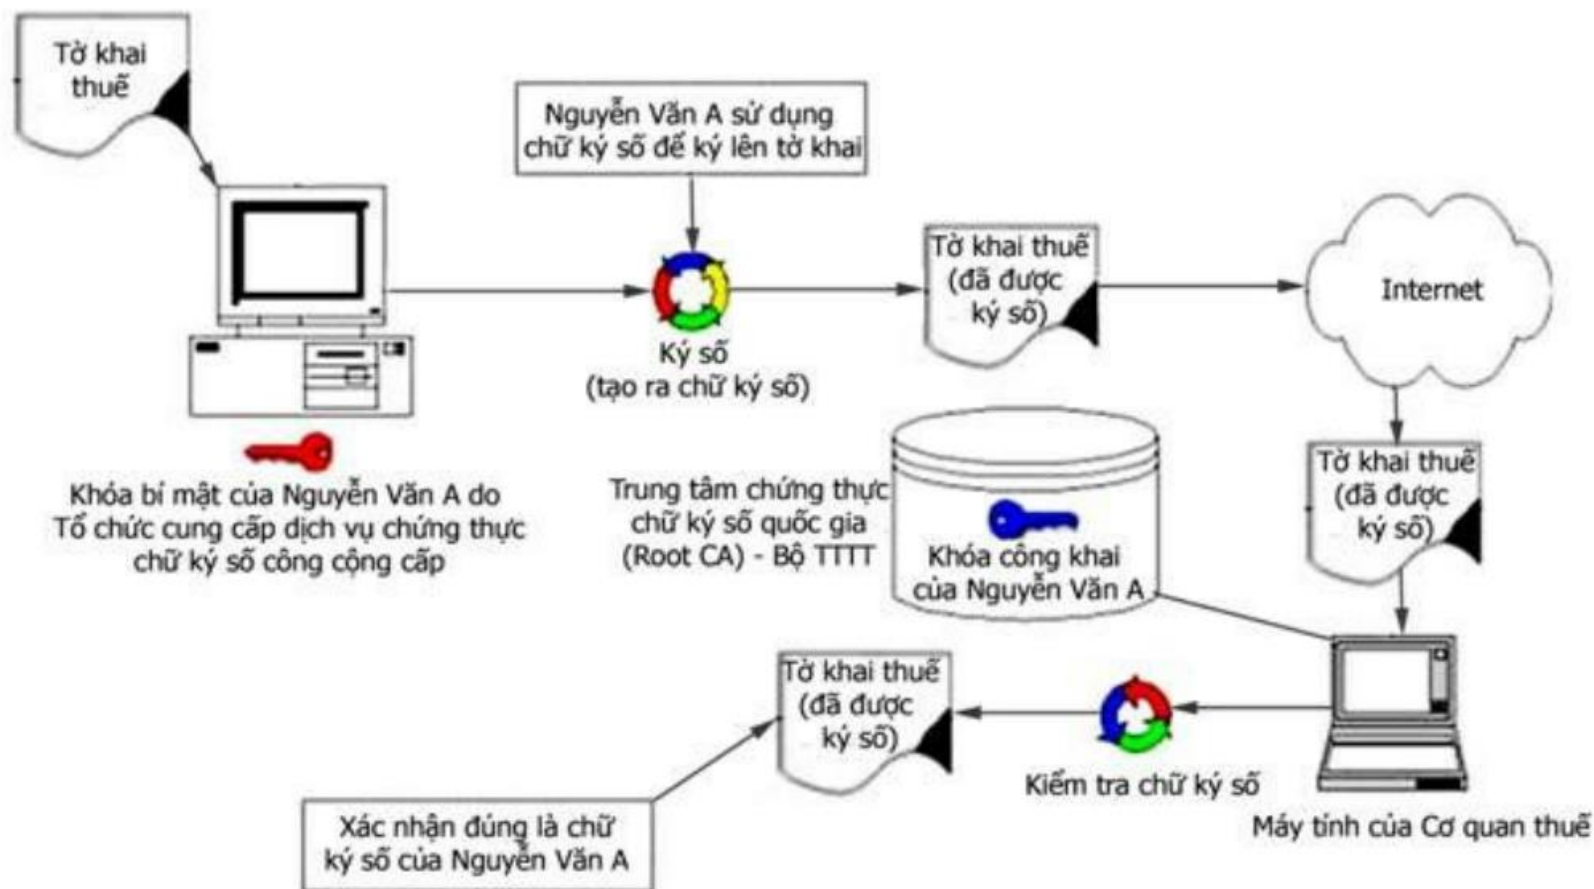 Tờ khai
thuế
Nguyễn Văn A sử dụng
chữ ký số để ký lên tờ khai
Tờ khai thuế
(đã được
ký số)
Internet
Ký số
(tạo ra chữ ký số)
Khóa bí mật của Nguyễn Văn A do
Tổ chức cung cấp dịch vụ chứng thực
chữ ký số công cộng cấp
Trung tâm chứng thực
chữ ký số quốc gia
(Root CA) - Bộ TTTT
Khóa công khai
của Nguyễn Văn A
Tờ khai thuế
(đã được
ký số)
Tờ khai thuế
(đã được
ký số)
Kiểm tra chữ ký số
Máy tính của Cơ quan thuế
Xác nhận đúng là chữ
ký số của Nguyễn Văn A